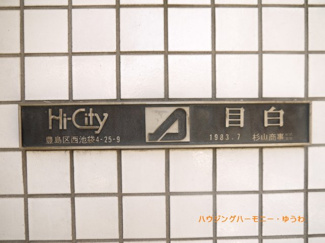 Hi-City 目白
豊島区西池袋4-25-9 1983.7 杉山商事
ハウジングハーモニー・ゆうわ